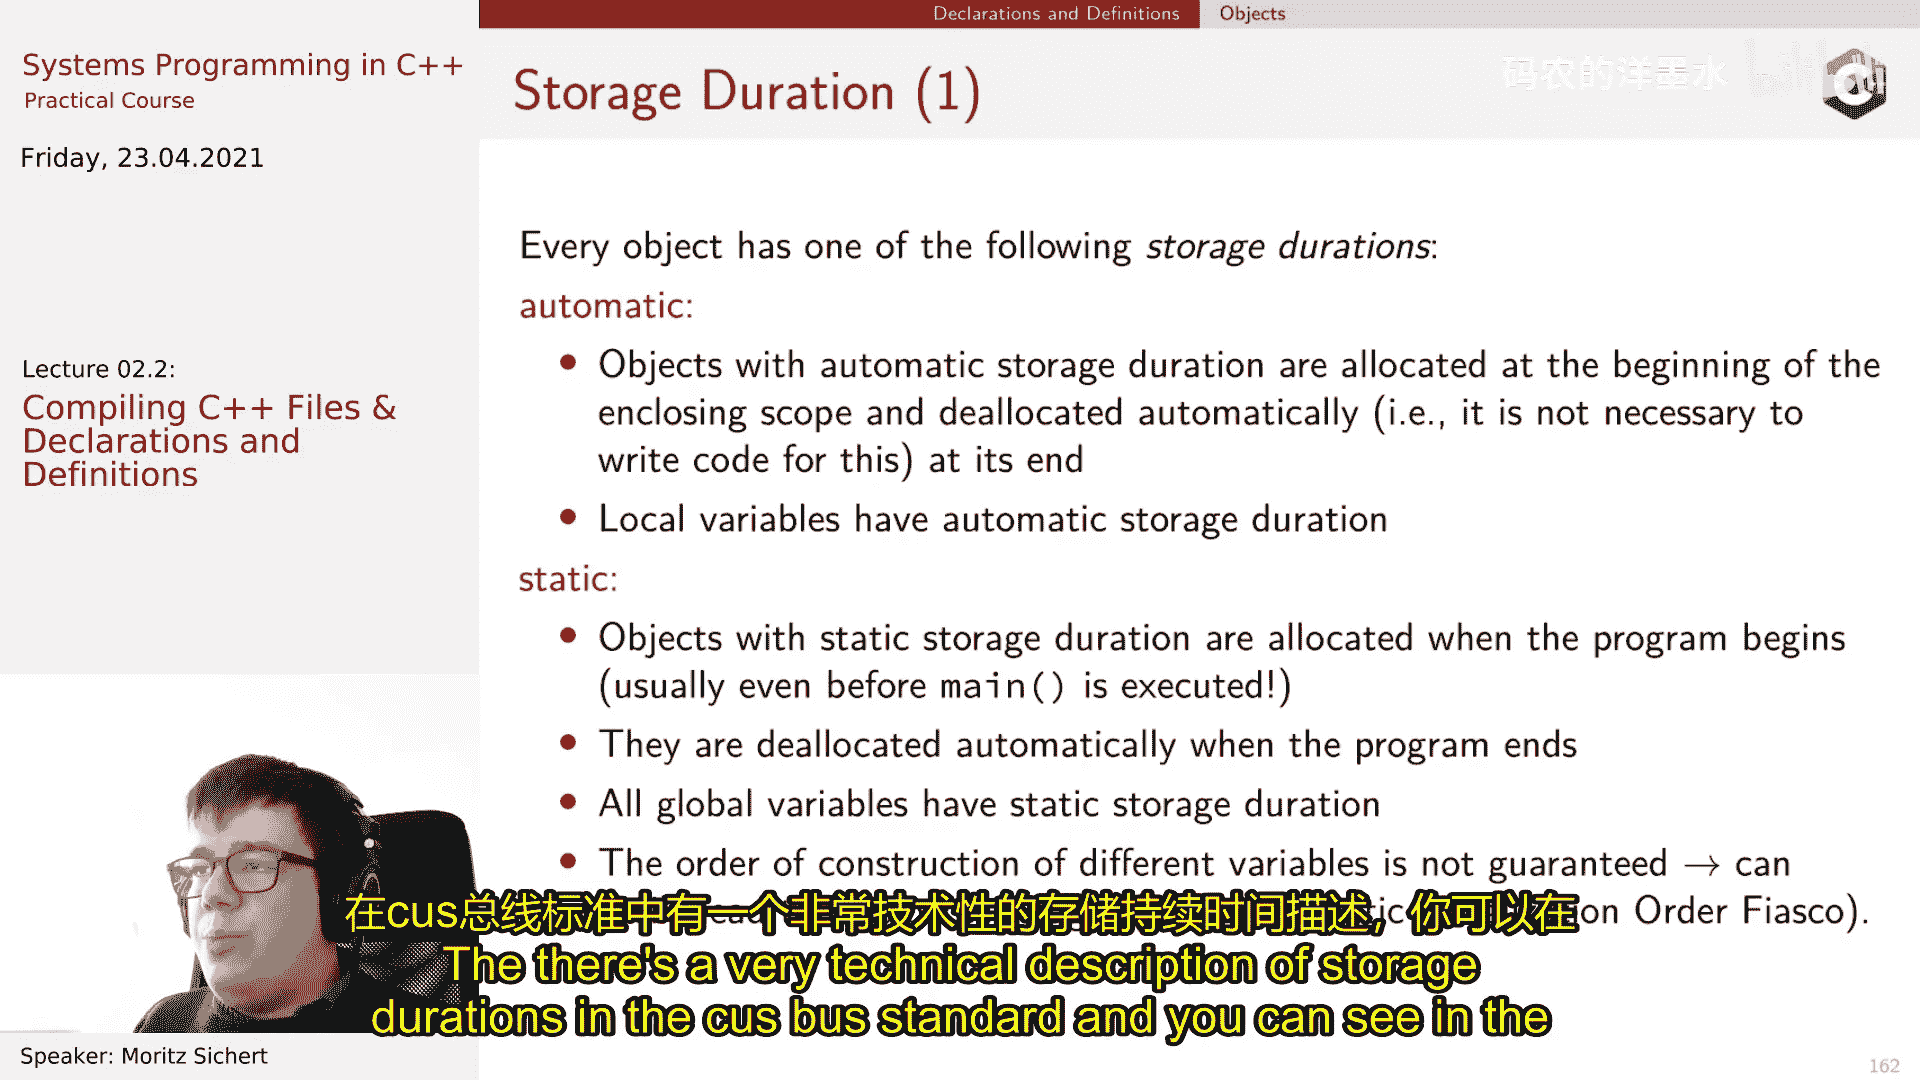 Declarations and Definitions Objects
Systems Programming in C++
Practical Course
Friday, 23.04.2021
Storage Duration (1)
码农的洋墨水
bilibili
Every object has one of the following storage durations:
automatic:
• Objects with automatic storage duration are allocated at the beginning of the
enclosing scope and deallocated automatically (i.e., it is not necessary to
write code for this) at its end
• Local variables have automatic storage duration
static:
• Objects with static storage duration are allocated when the program begins
(usually even before main() is executed!)
• They are deallocated automatically when the program ends
• All global variables have static storage duration
• The order of construction of different variables is not guaranteed → can
on Order Fiasco).
Lecture 02.2:
Compiling C++ Files &
Declarations and
Definitions
在cus总线标准中有一个非常技术性的存储持续时间描述，你可以在
The there's a very technical description of storage
durations in the cus bus standard and you can see in the
Speaker: Moritz Sichert
162